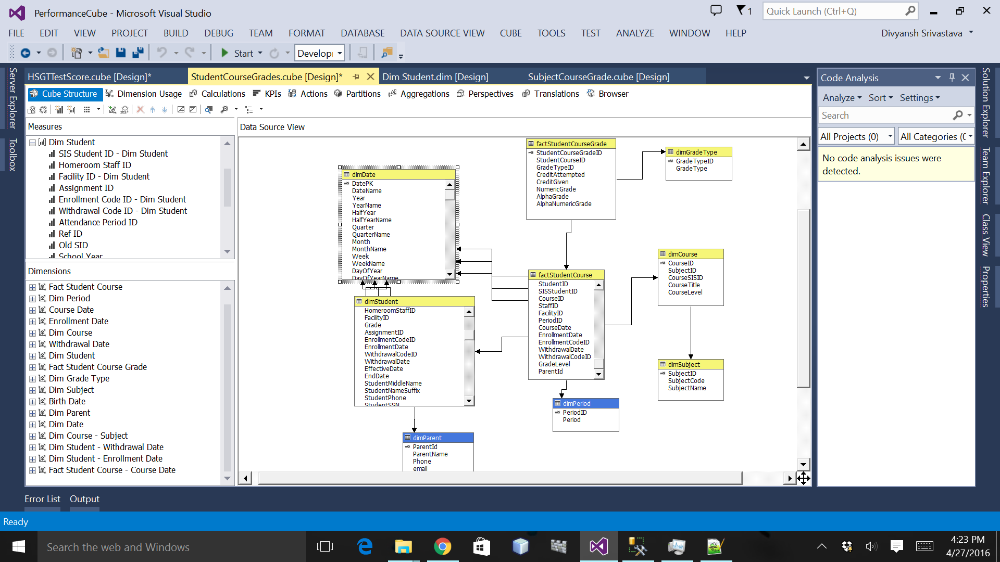 PerformanceCube - Microsoft Visual Studio
1
Quick Launch (Ctrl+Q)
FILE EDIT VIEW PROJECT BUILD DEBUG TEAM FORMAT DATABASE DATA SOURCE VIEW CUBE TOOLS TEST ANALYZE WINDOW HELP
Divyansh Srivastava
Start
Develop
HSGTTestScore.cube [Design]*
StudentCourseGrades.cube [Design]*
Dim Student.dim [Design]
SubjectCourseGrade.cube [Design]
Cube Structure
Dimension Usage
Calculations
KPIs
Actions
Partitions
Aggregations
Perspectives
Translations
Browser
Server Explorer
Toolbox
Measures
Dim Student
SIS Student ID - Dim Student
Homeroom Staff ID
Facility ID - Dim Student
Assignment ID
Enrollment Code ID - Dim Student
Withdrawal Code ID - Dim Student
Attendance Period ID
Ref ID
Old SID
School Year
Dimensions
Fact Student Course
Dim Period
Course Date
Enrollment Date
Dim Course
Withdrawal Date
Dim Student
Fact Student Course Grade
Dim Grade Type
Dim Subject
Birth Date
Dim Parent
Dim Date
Dim Course - Subject
Dim Student - Withdrawal Date
Dim Student - Enrollment Date
Fact Student Course - Course Date
Data Source View
dimDate
DatePK
DateName
Year
YearName
HalfYear
HalfYearName
Quarter
QuarterName
Month
MonthName
Week
WeekName
DayOfYear
DayOfYearName
dimStudent
HomeroomStaffID
FacilityID
Grade
AssignmentID
EnrollmentCodeID
EnrollmentDate
WithdrawalCodeID
WithdrawalDate
EffectiveDate
EndDate
StudentMiddleName
StudentNameSuffix
StudentPhone
StudentSSN
dimParent
ParentId
ParentName
Phone
email
factStudentCourseGrade
StudentCourseGradeID
StudentCourseID
GradeTypeID
CreditAttempted
CreditGiven
NumericGrade
AlphaGrade
AlphaNumericGrade
factStudentCourse
StudentID
SISStudentID
CourseID
StaffID
FacilityID
PeriodID
CourseDate
EnrollmentDate
EnrollmentCodeID
WithdrawalDate
WithdrawalCodeID
GradeLevel
ParentId
dimPeriod
PeriodID
Period
dimGradeType
GradeTypeID
GradeType
dimCourse
CourseID
SubjectID
CourseSISID
CourseTitle
CourseLevel
dimSubject
SubjectID
SubjectCode
SubjectName
Code Analysis
Analyze
Sort
Settings
Search
All Projects (0)
All Categories (
No code analysis issues were
detected.
Solution Explorer
Team Explorer
Class View
Properties
Error List
Output
Ready
Search the web and Windows
4:23 PM
4/27/2016